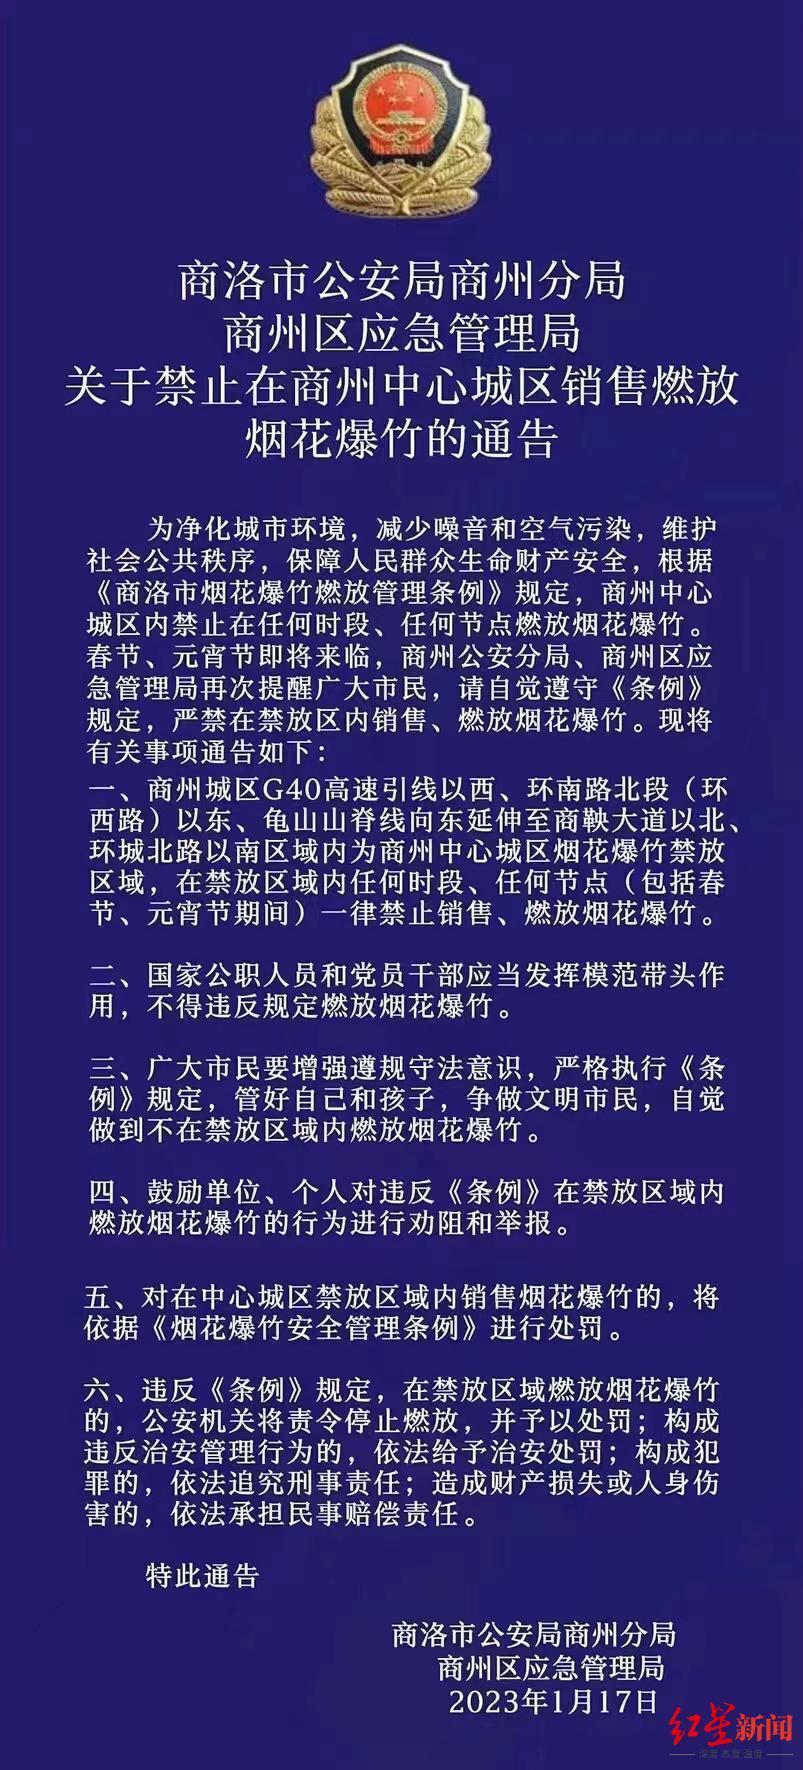 商洛市公安局商州分局
商州区应急管理局
关于禁止在商州中心城区销售燃放
烟花爆竹的通告
为净化城市环境，减少噪音和空气污染，维护
社会公共秩序，保障人民群众生命财产安全，根据
《商洛市烟花爆竹燃放管理条例》规定，商州中心
城区内禁止在任何时段、任何节点燃放烟花爆竹。
春节、元宵节即将来临，商州公安分局、商州区应
急管理局再次提醒广大市民，请自觉遵守《条例》
规定，严禁在禁放区内销售、燃放烟花爆竹。现将
有关事项通告如下：
一、商州城区G40高速引线以西、环南路北段（环
西路）以东、龟山山脊线向东延伸至商鞅大道以北、
环城北路以南区域内为商州中心城区烟花爆竹禁放
区域，在禁放区域内任何时段、任何节点（包括春
节、元宵节期间）一律禁止销售、燃放烟花爆竹。
二、国家公职人员和党员干部应当发挥模范带头作
用，不得违反规定燃放烟花爆竹。
三、广大市民要增强遵规守法意识，严格执行《条
例》规定，管好自己和孩子，争做文明市民，自觉
做到不在禁放区域内燃放烟花爆竹。
四、鼓励单位、个人对违反《条例》在禁放区域内
燃放烟花爆竹的行为进行劝阻和举报。
五、对在中心城区禁放区域内销售烟花爆竹的，将
依据《烟花爆竹安全管理条例》进行处罚。
六、违反《条例》规定，在禁放区域燃放烟花爆竹
的，公安机关将责令停止燃放，并予以处罚；构成
违反治安管理行为的，依法给予治安处罚；构成犯
罪的，依法追究刑事责任；造成财产损失或人身伤
害的，依法承担民事赔偿责任。
特此通告
商洛市公安局商州分局
商州区应急管理局
2023年1月17日
红星新闻
深度 态度 温度